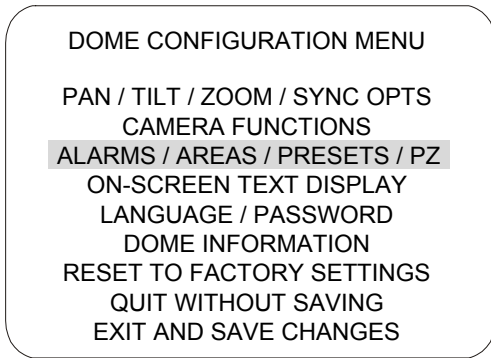 DOME CONFIGURATION MENU
PAN / TILT / ZOOM / SYNC OPTS
CAMERA FUNCTIONS
ALARMS / AREAS / PRESETS / PZ
ON-SCREEN TEXT DISPLAY
LANGUAGE / PASSWORD
DOME INFORMATION
RESET TO FACTORY SETTINGS
QUIT WITHOUT SAVING
EXIT AND SAVE CHANGES